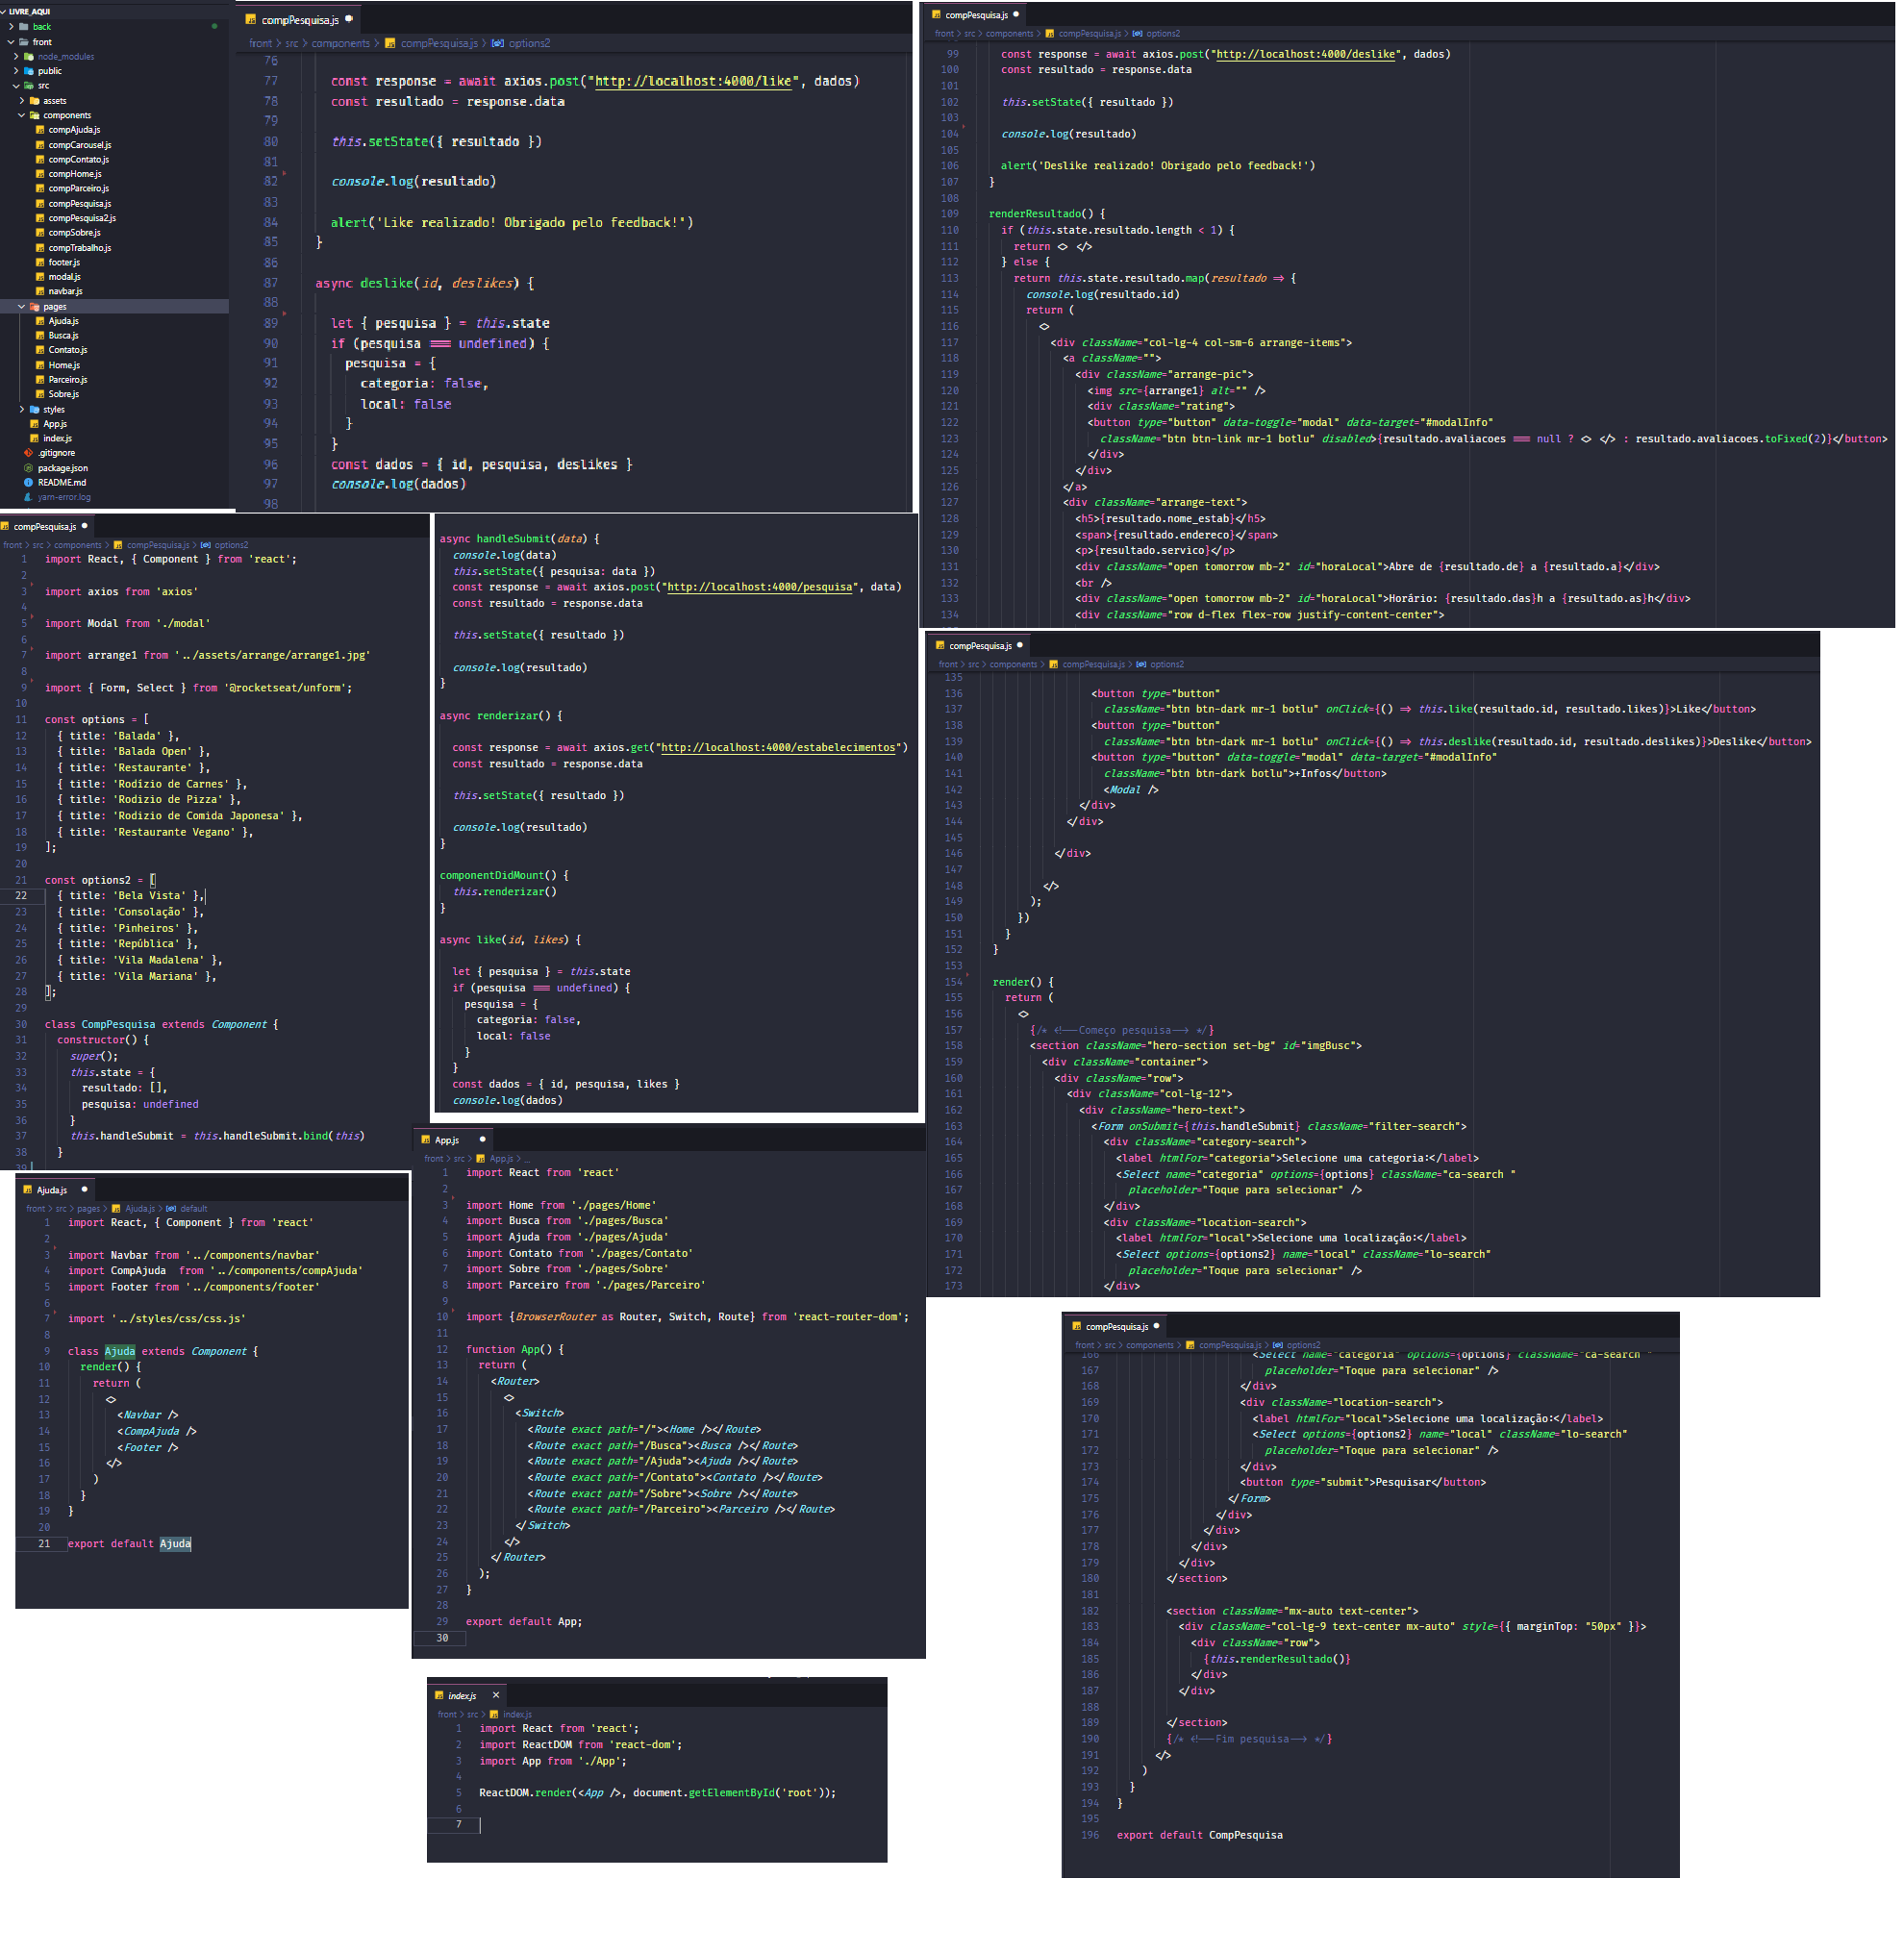 LIVRE_AQUI
back
front
node_modules
public
src
assets
components
compAjuda.js
compCarousel.js
compContato.js
compHome.js
compParceiro.js
compPesquisa.js
compPesquisa2.js
compSobre.js
compTrabalho.js
footer.js
modal.js
navbar.js
pages
Ajuda.js
Busca.js
Contato.js
Home.js
Parceiro.js
Sobre.js
styles
App.js
index.js
.gitignore
package.json
README.md
yarn-error.log
compPesquisa.js
front > src > components > compPesquisa.js > options2
76
77 const response = await axios.post("http://localhost:4000/like", dados)
78 const resultado = response.data
79
80 this.setState({ resultado })
81
82 console.log(resultado)
83
84 alert('Like realizado! Obrigado pelo feedback!')
85 }
86
87 async deslike(id, deslikes) {
88
89 let { pesquisa } = this.state
90 if (pesquisa === undefined) {
91 pesquisa = {
92 categoria: false,
93 local: false
94 }
95 }
96 const dados = { id, pesquisa, deslikes }
97 console.log(dados)
98
compPesquisa.js
front > src > components > compPesquisa.js > options2
99 const response = await axios.post("http://localhost:4000/deslike", dados)
100 const resultado = response.data
101
102 this.setState({ resultado })
103
104 console.log(resultado)
105
106 alert('Deslike realizado! Obrigado pelo feedback!')
107 }
108
109 renderResultado() {
110 if (this.state.resultado.length < 1) {
111 return <> </>
112 } else {
113 return this.state.resultado.map(resultado => {
114 console.log(resultado.id)
115 return (
116 <>
117 <div className="col-lg-4 col-sm-6 arrange-items">
118 <a className="">
119 <div className="arrange-pic">
120 <img src={arrange1} alt="" />
121 <div className="rating">
122 <button type="button" data-toggle="modal" data-target="#modalInfo"
123 className="btn btn-link mr-1 botlu" disabled>{resultado.avaliacoes === null ? <> </> : resultado.avaliacoes.toFixed(2)}</button>
124 </div>
125 </div>
126 </a>
127 <div className="arrange-text">
128 <h5>{resultado.nome_estab}</h5>
129 <span>{resultado.endereco}</span>
130 <p>{resultado.servico}</p>
131 <div className="open tomorrow mb-2" id="horaLocal">Abre de {resultado.de} a {resultado.a}</div>
132 <br />
133 <div className="open tomorrow mb-2" id="horaLocal">Horário: {resultado.das}h a {resultado.as}h</div>
134 <div className="row d-flex flex-row justify-content-center">
compPesquisa.js
front > src > components > compPesquisa.js > options2
1 import React, { Component } from 'react';
2
3 import axios from 'axios'
4
5 import Modal from './modal'
6
7 import arrange1 from '../assets/arrange/arrange1.jpg'
8
9 import { Form, Select } from '@rocketseat/unform';
10
11 const options = [
12 { title: 'Balada' },
13 { title: 'Balada Open' },
14 { title: 'Restaurante' },
15 { title: 'Rodízio de Carnes' },
16 { title: 'Rodizio de Pizza' },
17 { title: 'Rodizio de Comida Japonesa' },
18 { title: 'Restaurante Vegano' },
19 ];
20
21 const options2 = [
22 { title: 'Bela Vista' },
23 { title: 'Consolação' },
24 { title: 'Pinheiros' },
25 { title: 'República' },
26 { title: 'Vila Madalena' },
27 { title: 'Vila Mariana' },
28 ];
29
30 class CompPesquisa extends Component {
31 constructor() {
32 super();
33 this.state = {
34 resultado: [],
35 pesquisa: undefined
36 }
37 this.handleSubmit = this.handleSubmit.bind(this)
38 }
39
async handleSubmit(data) {
console.log(data)
this.setState({ pesquisa: data })
const response = await axios.post("http://localhost:4000/pesquisa", data)
const resultado = response.data
this.setState({ resultado })
console.log(resultado)
}
async renderizar() {
const response = await axios.get("http://localhost:4000/estabelecimentos")
const resultado = response.data
this.setState({ resultado })
console.log(resultado)
}
componentDidMount() {
this.renderizar()
}
async like(id, likes) {
let { pesquisa } = this.state
if (pesquisa === undefined) {
pesquisa = {
categoria: false,
local: false
}
}
const dados = { id, pesquisa, likes }
console.log(dados)
compPesquisa.js
front > src > components > compPesquisa.js > options2
135
136 <button type="button"
137 className="btn btn-dark mr-1 botlu" onClick={() => this.like(resultado.id, resultado.likes)}>Like</button>
138 <button type="button"
139 className="btn btn-dark mr-1 botlu" onClick={() => this.deslike(resultado.id, resultado.deslikes)}>Deslike</button>
140 <button type="button" data-toggle="modal" data-target="#modalInfo"
141 className="btn btn-dark botlu">+Infos</button>
142 <Modal />
143 </div>
144 </div>
145
146 </div>
147
148 </>
149 );
150 })
151 }
152 }
153
154 render() {
155 return (
156 <>
157 {/* <!--Começo pesquisa--> */}
158 <section className="hero-section set-bg" id="imgBusc">
159 <div className="container">
160 <div className="row">
161 <div className="col-lg-12">
162 <div className="hero-text">
163 <Form onSubmit={this.handleSubmit} className="filter-search">
164 <div className="category-search">
165 <label htmlFor="categoria">Selecione uma categoria:</label>
166 <Select name="categoria" options={options} className="ca-search "
167 placeholder="Toque para selecionar" />
168 </div>
169 <div className="location-search">
170 <label htmlFor="local">Selecione uma localização:</label>
171 <Select options={options2} name="local" className="lo-search"
172 placeholder="Toque para selecionar" />
173 </div>
Ajuda.js
front > src > pages > Ajuda.js > default
1 import React, { Component } from 'react'
2
3 import Navbar from '../components/navbar'
4 import CompAjuda from '../components/compAjuda'
5 import Footer from '../components/footer'
6
7 import '../styles/css/css.js'
8
9 class Ajuda extends Component {
10 render() {
11 return (
12 <>
13 <Navbar />
14 <CompAjuda />
15 <Footer />
16 </>
17 )
18 }
19 }
20
21 export default Ajuda
App.js
front > src > App.js > ...
1 import React from 'react'
2
3 import Home from './pages/Home'
4 import Busca from './pages/Busca'
5 import Ajuda from './pages/Ajuda'
6 import Contato from './pages/Contato'
7 import Sobre from './pages/Sobre'
8 import Parceiro from './pages/Parceiro'
9
10 import {BrowserRouter as Router, Switch, Route} from 'react-router-dom';
11
12 function App() {
13 return (
14 <Router>
15 <>
16 <Switch>
17 <Route exact path="/"><Home /></Route>
18 <Route exact path="/Busca"><Busca /></Route>
19 <Route exact path="/Ajuda"><Ajuda /></Route>
20 <Route exact path="/Contato"><Contato /></Route>
21 <Route exact path="/Sobre"><Sobre /></Route>
22 <Route exact path="/Parceiro"><Parceiro /></Route>
23 </Switch>
24 </>
25 </Router>
26 );
27 }
28
29 export default App;
30
index.js
front > src > index.js
1 import React from 'react';
2 import ReactDOM from 'react-dom';
3 import App from './App';
4
5 ReactDOM.render(<App />, document.getElementById('root'));
6
7
compPesquisa.js
front > src > components > compPesquisa.js > options2
166 <Select name="categoria" options={options} className="ca-search "
167 placeholder="Toque para selecionar" />
168 </div>
169 <div className="location-search">
170 <label htmlFor="local">Selecione uma localização:</label>
171 <Select options={options2} name="local" className="lo-search"
172 placeholder="Toque para selecionar" />
173 </div>
174 <button type="submit">Pesquisar</button>
175 </Form>
176 </div>
177 </div>
178 </div>
179 </div>
180 </section>
181
182 <section className="mx-auto text-center">
183 <div className="col-lg-9 text-center mx-auto" style={{ marginTop: "50px" }}>
184 <div className="row">
185 {this.renderResultado()}
186 </div>
187 </div>
188
189 </section>
190 {/* <!--Fim pesquisa--> */}
191 </>
192 )
193 }
194 }
195
196 export default CompPesquisa